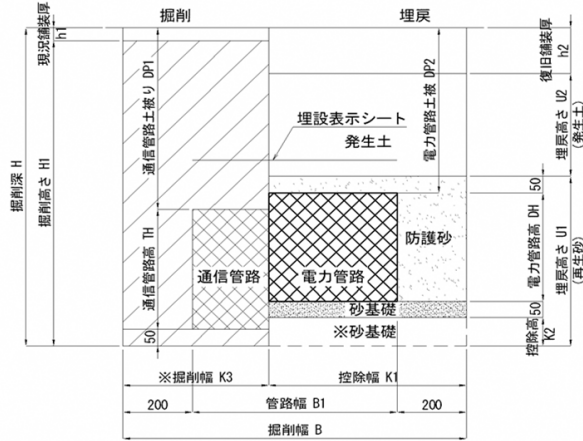 掘削
埋戻
現況舗装厚
h1
掘削深 H
掘削高さ H1
通信管路土被り DP1
通信管路高 TH
50
電力管路土被 DP2
埋設表示シート
発生土
通信管路
電力管路
防護砂
砂基礎
※砂基礎
復旧舗装厚
h2
埋戻高さ U2
(発生土)
50
電力管路高 DH
埋戻高さ U1
(再生砂)
50
控除高
K2
※掘削幅 K3
控除幅 K1
200
管路幅 B1
200
掘削幅 B